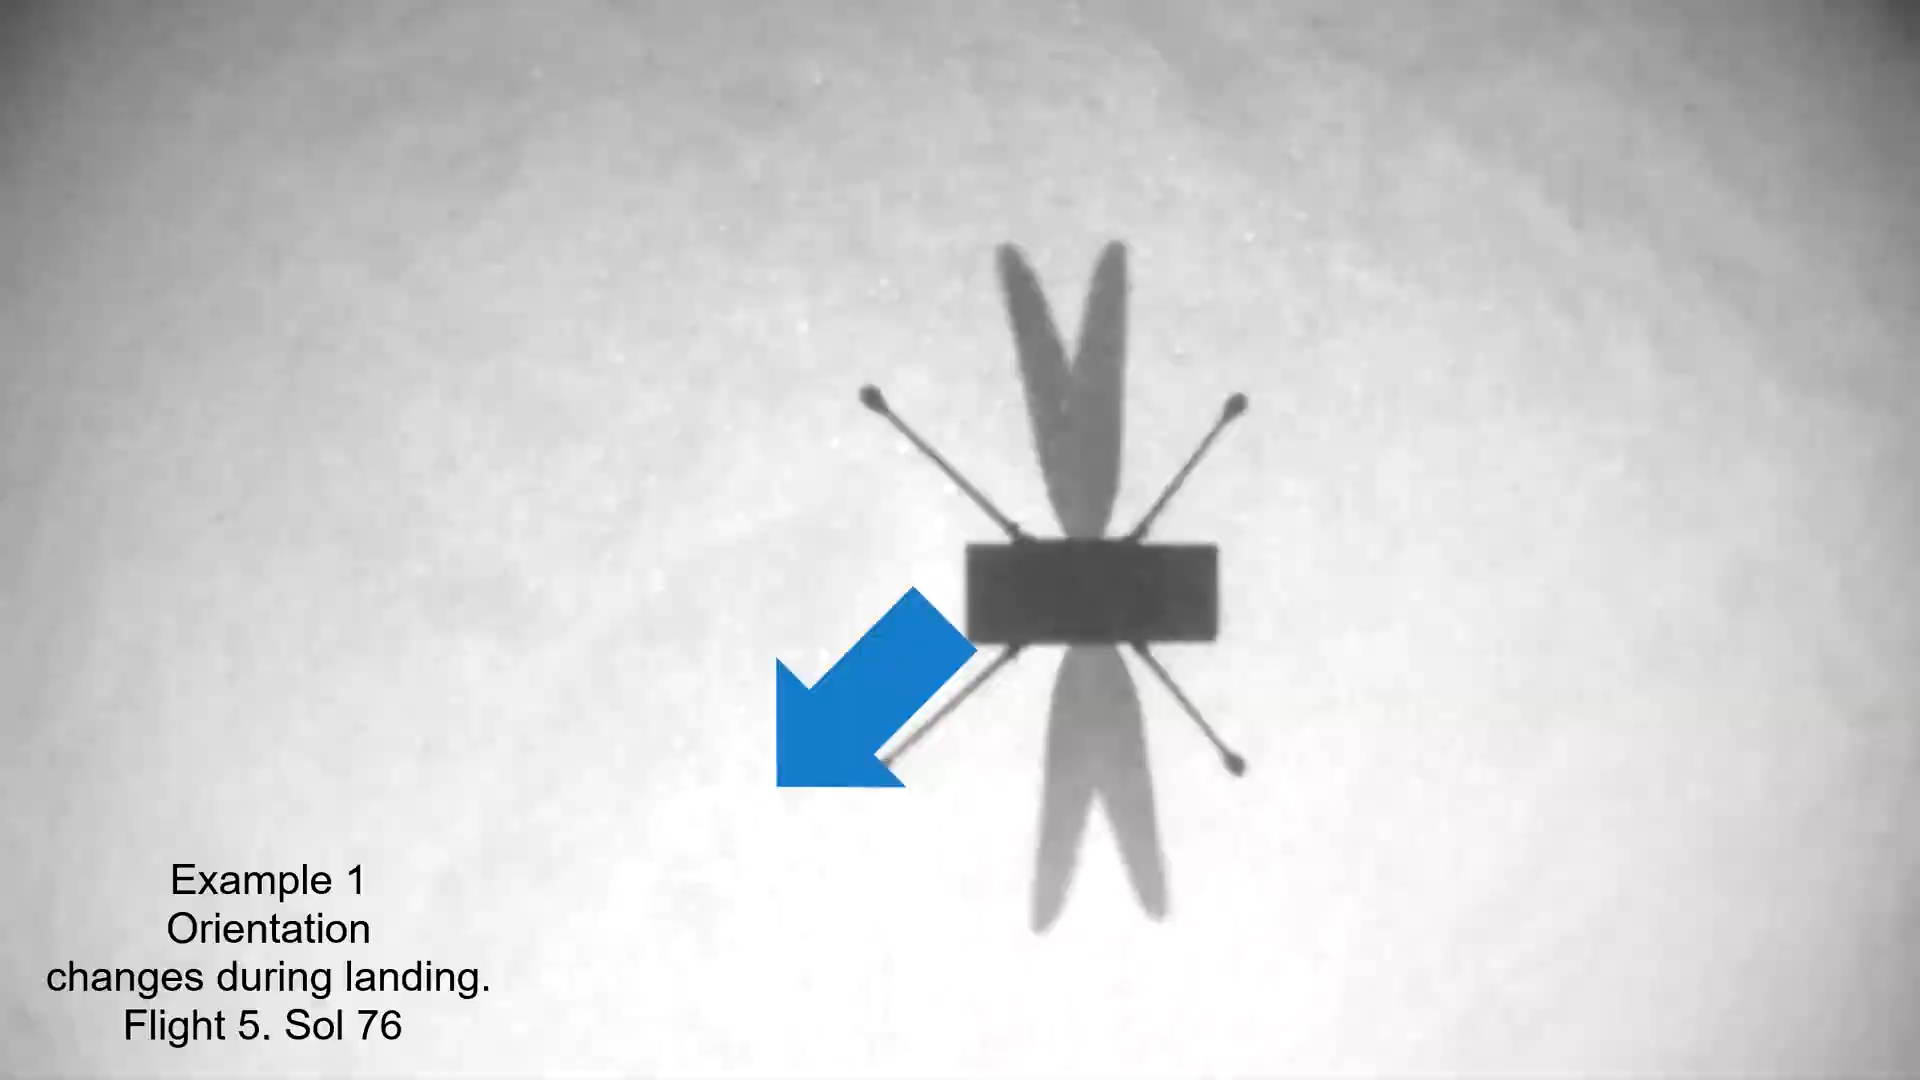 Example 1
Orientation
changes during landing.
Flight 5. Sol 76